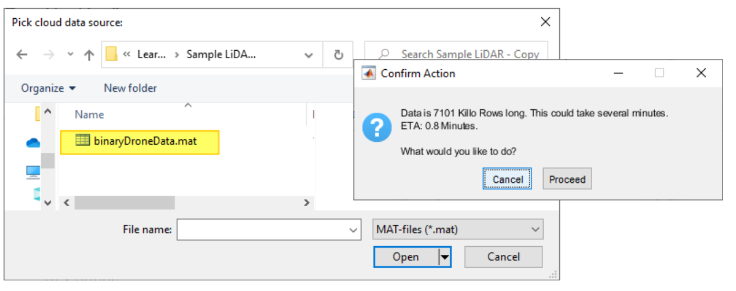 Pick cloud data source:
« Lear... › Sample LiDA...
Search Sample LiDAR - Copy
Organize
New folder
Name
binaryDroneData.mat
File name:
MAT-files (*.mat)
Open
Cancel
Confirm Action
Data is 7101 Killo Rows long. This could take several minutes.
ETA: 0.8 Minutes.
What would you like to do?
Cancel
Proceed